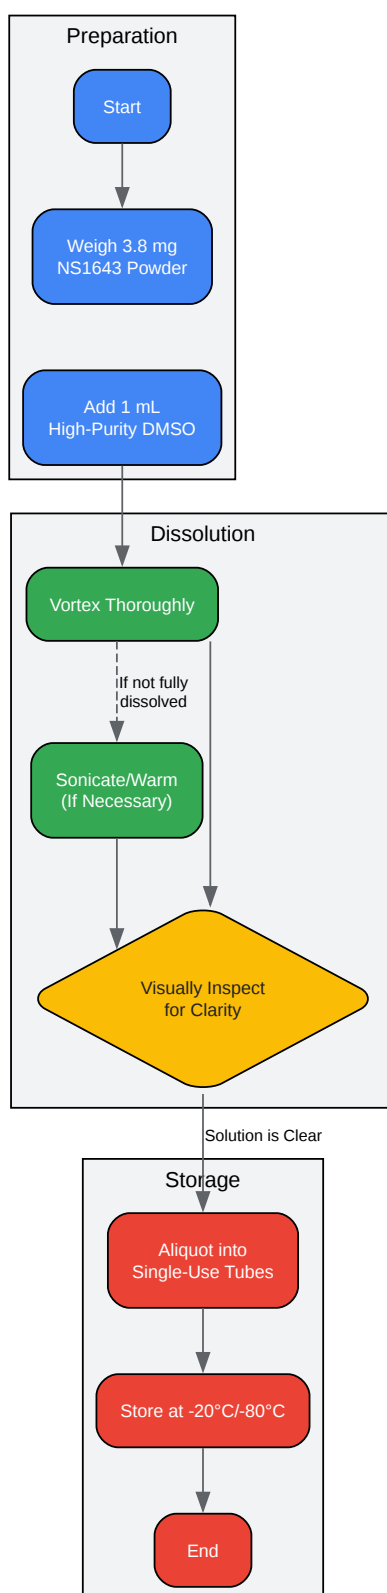 Preparation
Start
Weigh 3.8 mg
NS1643 Powder
Add 1 mL
High-Purity DMSO
Dissolution
Vortex Thoroughly
If not fully
dissolved
Sonicate/Warm
(If Necessary)
Visually Inspect
for Clarity
Solution is Clear
Storage
Aliquot into
Single-Use Tubes
Store at -20°C/-80°C
End